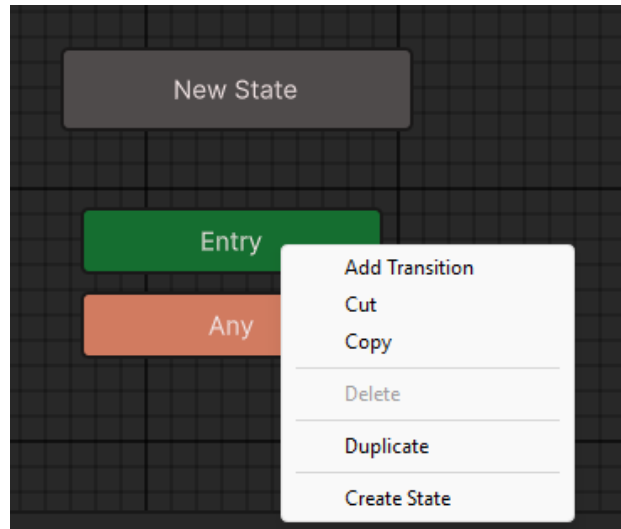 New State
Entry
Any
Add Transition
Cut
Copy
Delete
Duplicate
Create State